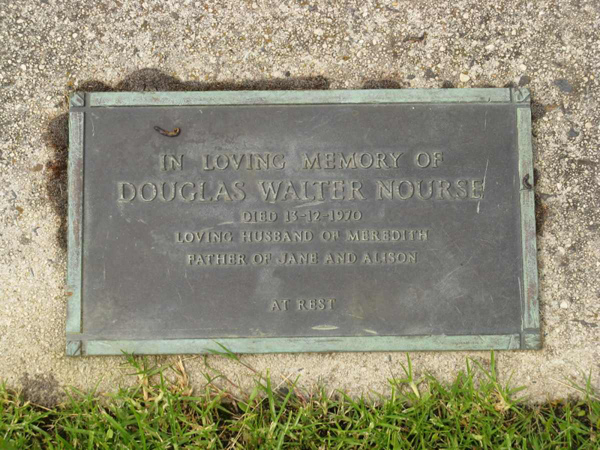 IN LOVING MEMORY OF
DOUGLAS WALTER NOURSE
DIED 13-12-1970
LOVING HUSBAND OF MEREDITH
FATHER OF JANE AND ALISON
AT REST